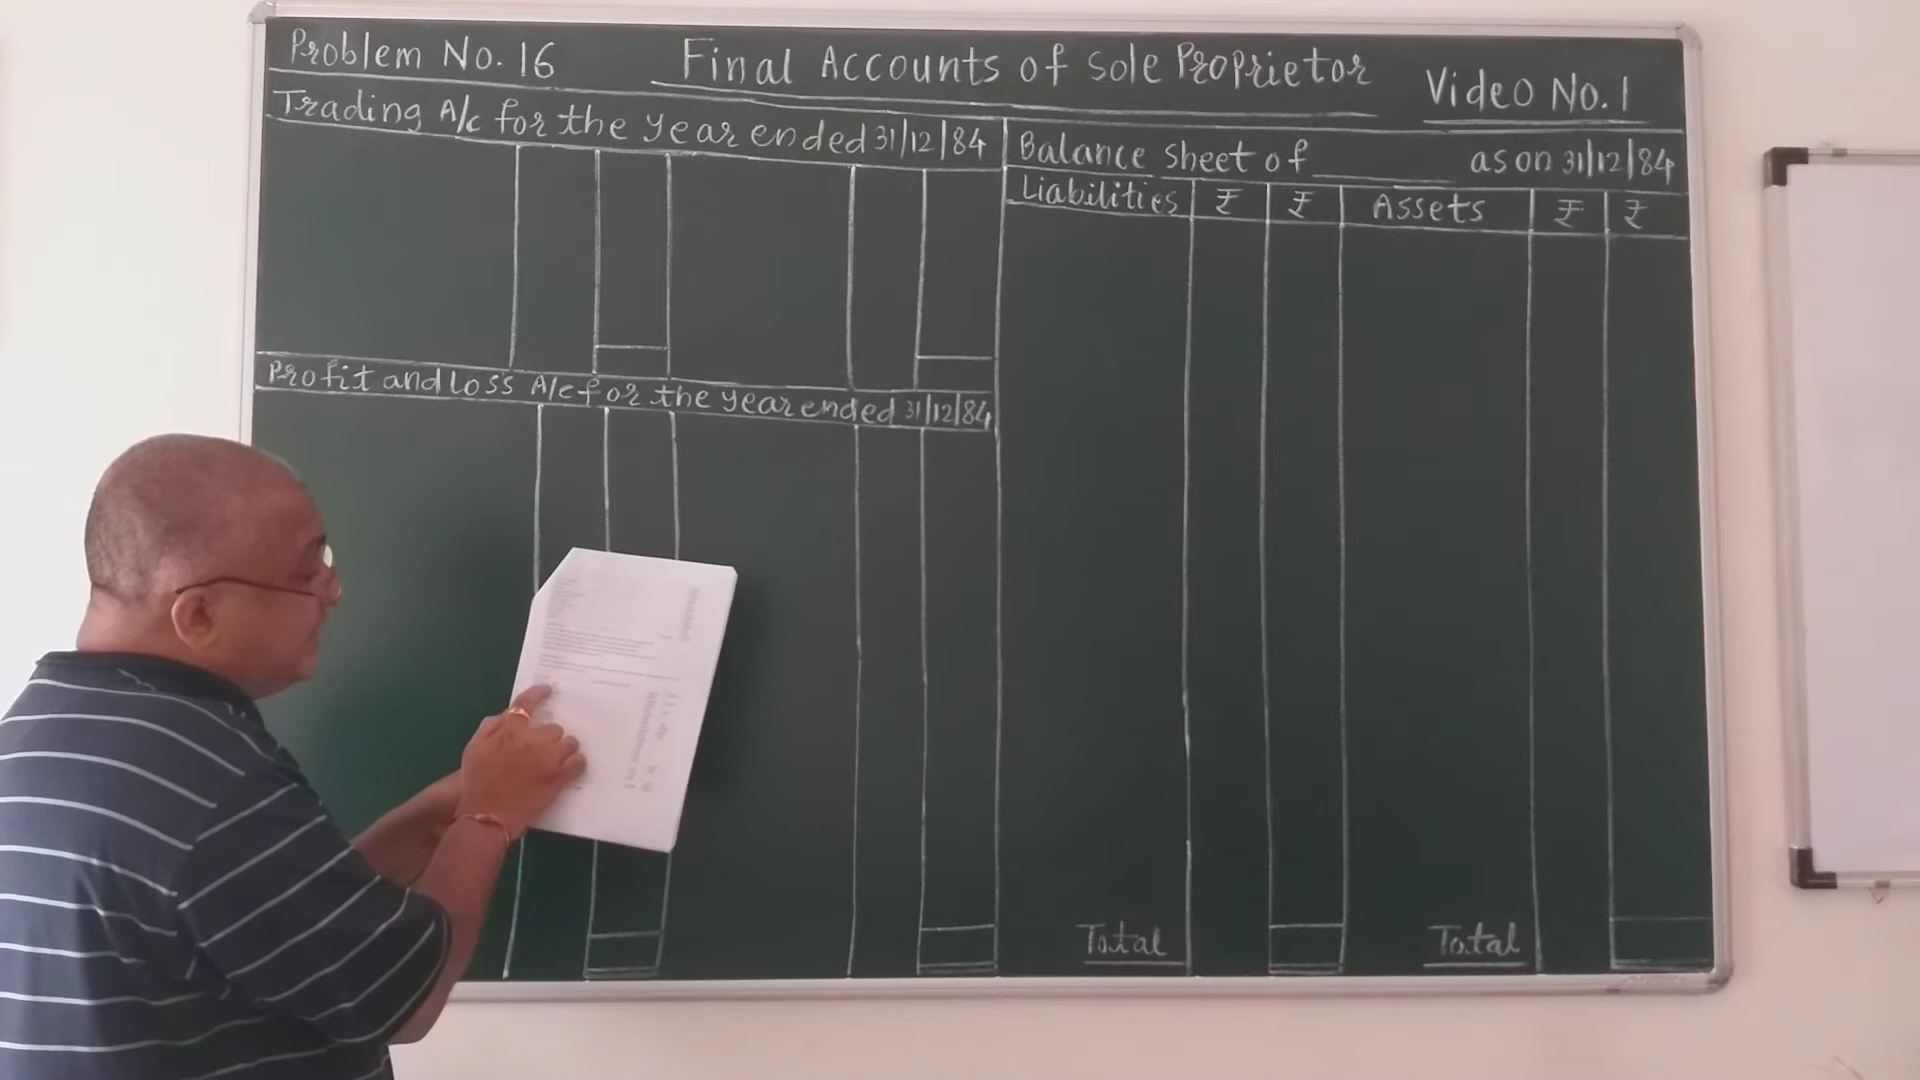 Problem No. 16
Final Accounts of Sole Proprietor
Video No. 1
Trading A/c for the year ended 31/12/84
Balance sheet of ______ as on 31/12/84
Liabilities ₹ ₹ Assets ₹ ₹
Profit and loss A/c for the year ended 31/12/84
Total
Total